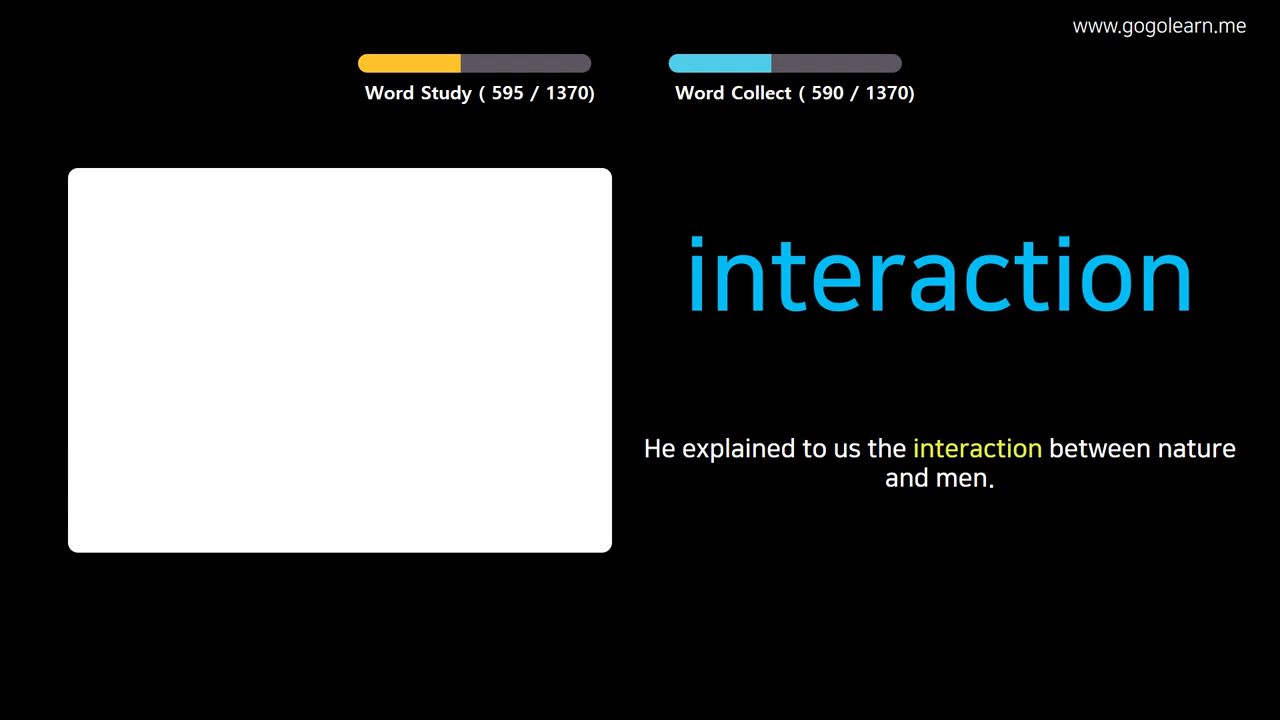 www.gogolearn.me
Word Study ( 595 / 1370)
Word Collect ( 590 / 1370)
interaction
He explained to us the interaction between nature
and men.